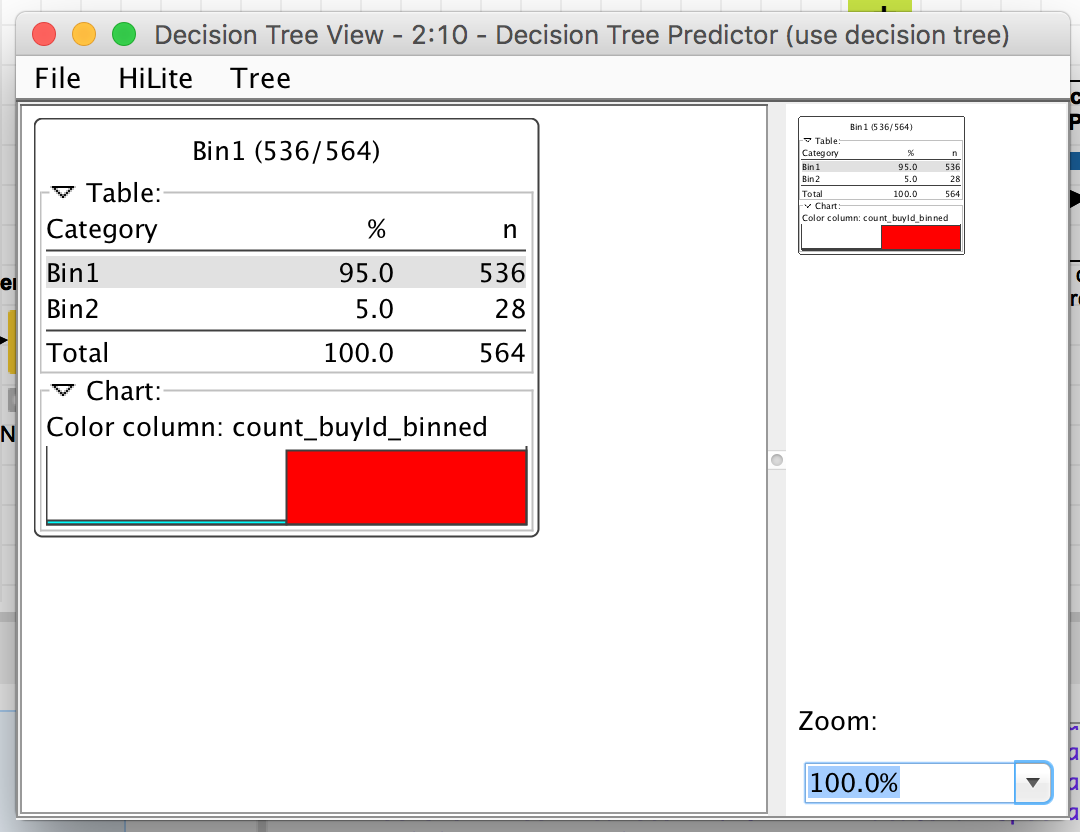 Decision Tree View - 2:10 - Decision Tree Predictor (use decision tree)
File HiLite Tree
Bin1 (536/564)
Table:
Category % n
Bin1 95.0 536
Bin2 5.0 28
Total 100.0 564
Chart:
Color column: count_buyId_binned
Bin1 (536/564)
Table:
Category % n
Bin1 95.0 536
Bin2 5.0 28
Total 100.0 564
Chart:
Color column: count_buyId_binned
Zoom:
100.0%